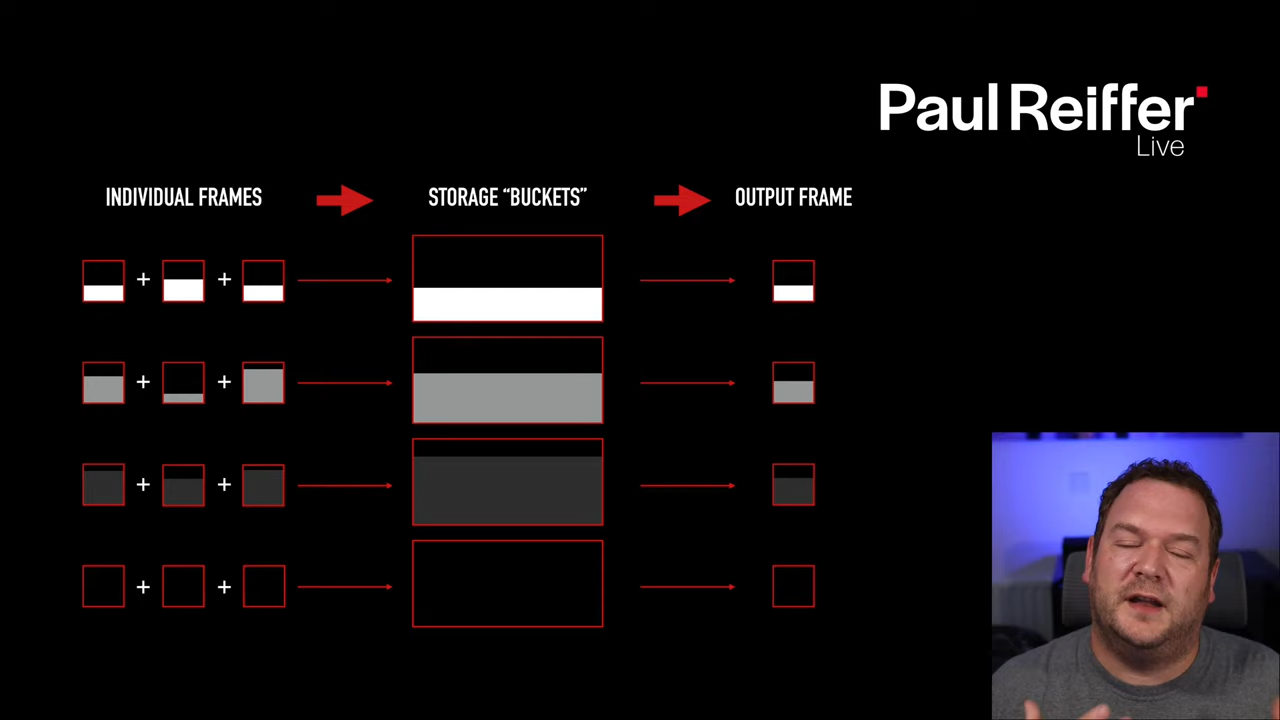 Paul Reiffer
Live
INDIVIDUAL FRAMES
STORAGE “BUCKETS”
OUTPUT FRAME
+ +
+ +
+ +
+ +